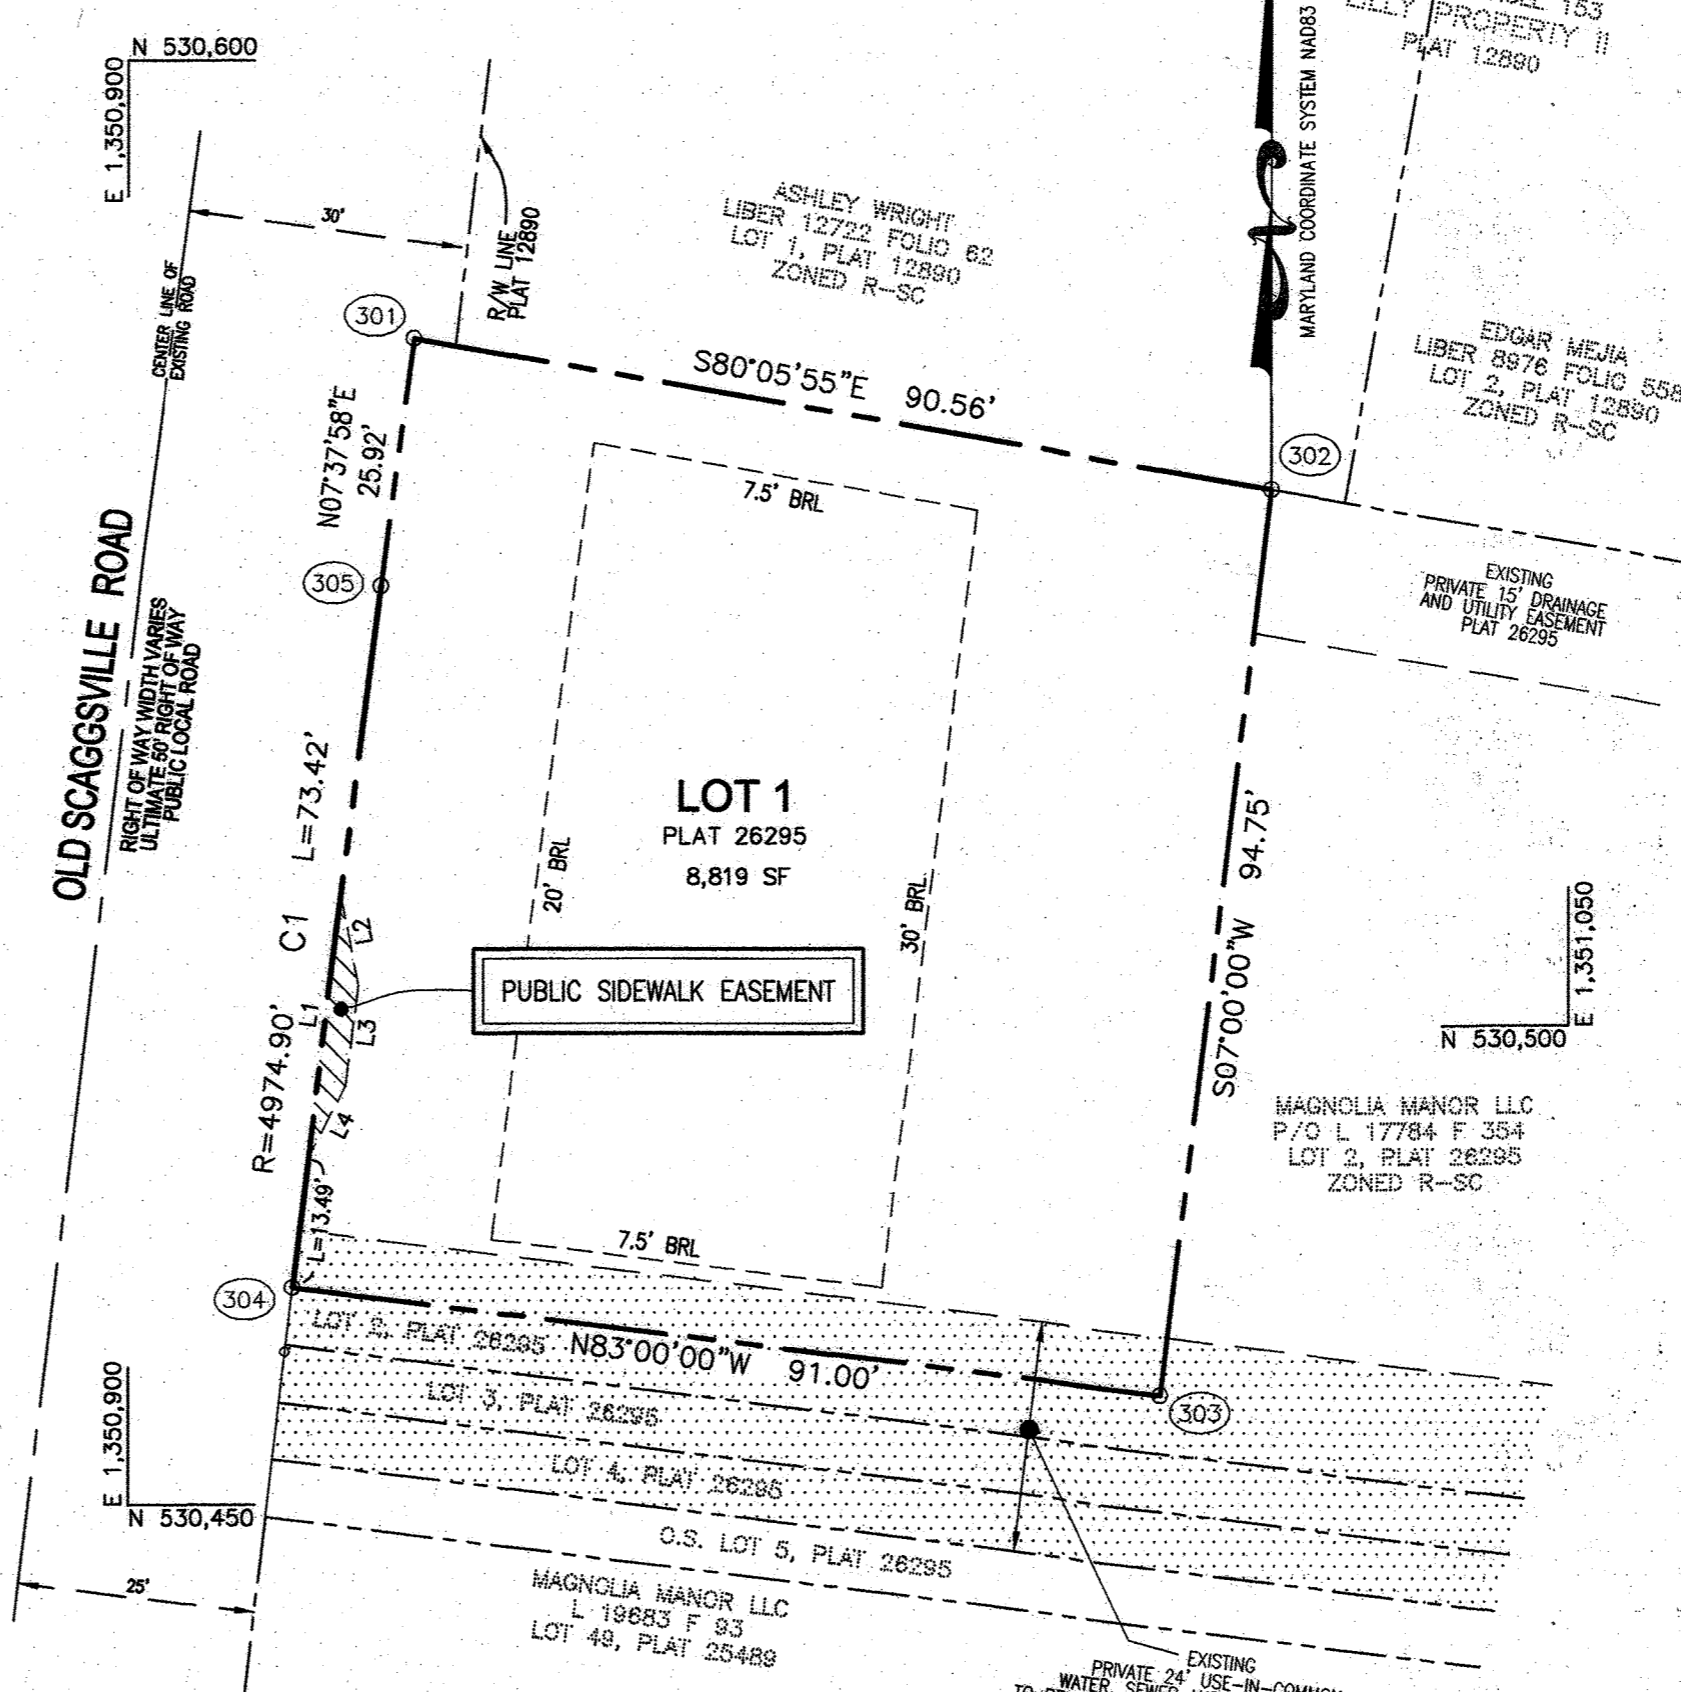 N 530,600
E 1,350,900
153
LILLY PROPERTY II
PLAT 12890
MARYLAND COORDINATE SYSTEM NAD83
30'
R/W LINE
PLAT 12890
CENTER LINE OF
EXISTING ROAD
ASHLEY WRIGHT
LIBER 12722 FOLIO 62
LOT 1, PLAT 12890
ZONED R-SC
EDGAR MEJIA
LIBER 8976 FOLIO 558
LOT 2, PLAT 12890
ZONED R-SC
301
S80°05'55"E 90.56'
302
N07°37'58"E
25.92'
7.5' BRL
305
EXISTING
PRIVATE 15' DRAINAGE
AND UTILITY EASEMENT
PLAT 26295
OLD SCAGGSVILLE ROAD
RIGHT OF WAY WIDTH VARIES
ULTIMATE 50' RIGHT OF WAY
PUBLIC LOCAL ROAD
R=4974.90' C1 L=73.42'
LOT 1
PLAT 26295
8,819 SF
20' BRL
30' BRL
S07°00'00"W 94.75'
L2
PUBLIC SIDEWALK EASEMENT
L1
L3
L4
E 1,351,050
N 530,500
MAGNOLIA MANOR LLC
P/O L 17784 F 354
LOT 2, PLAT 26295
ZONED R-SC
L=13.49'
7.5' BRL
304
LOT 2, PLAT 26295
N83°00'00"W 91.00'
303
LOT 3, PLAT 26295
LOT 4, PLAT 26295
O.S. LOT 5, PLAT 26295
E 1,350,900
N 530,450
25'
MAGNOLIA MANOR LLC
L 19683 F 93
LOT 49, PLAT 25489
EXISTING
PRIVATE 24' USE-IN-COMMON
WATER, SEWER